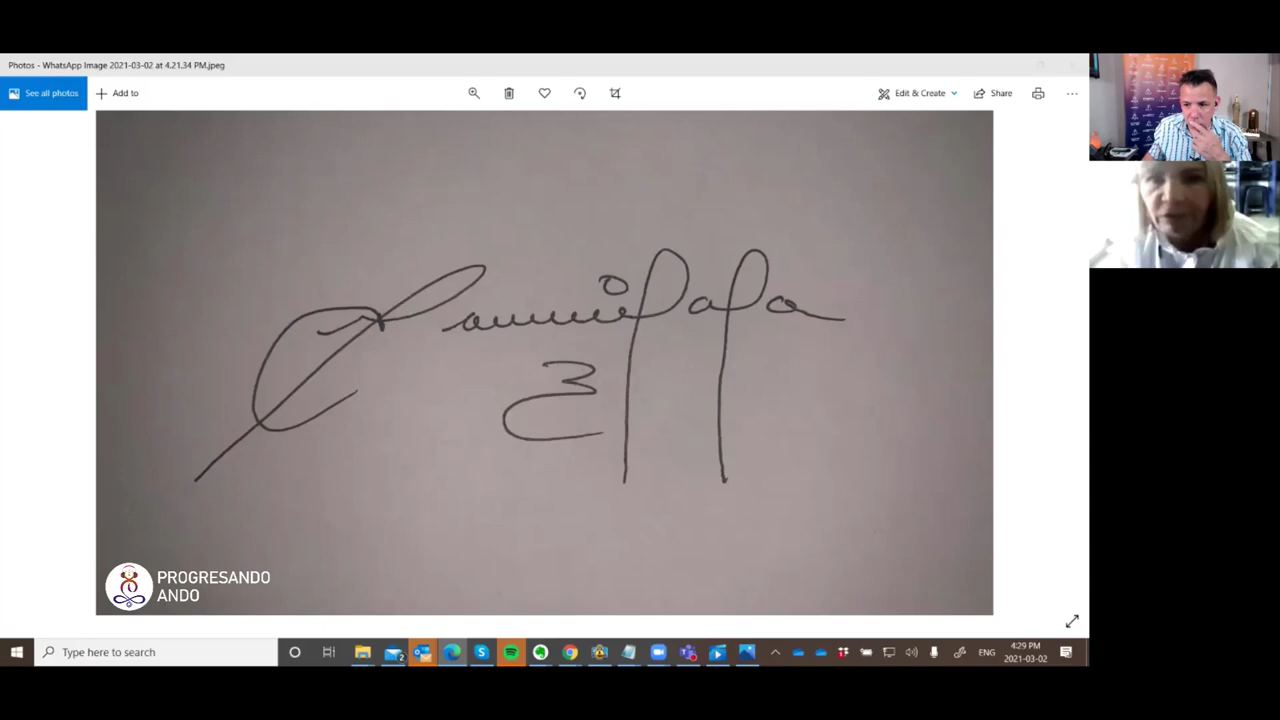 Photos - WhatsApp Image 2021-03-02 at 4.21.34 PM.jpeg
See all photos
Add to
Edit & Create
Share
PROGRESANDO
ANDO
Type here to search
2
ENG
4:29 PM
2021-03-02